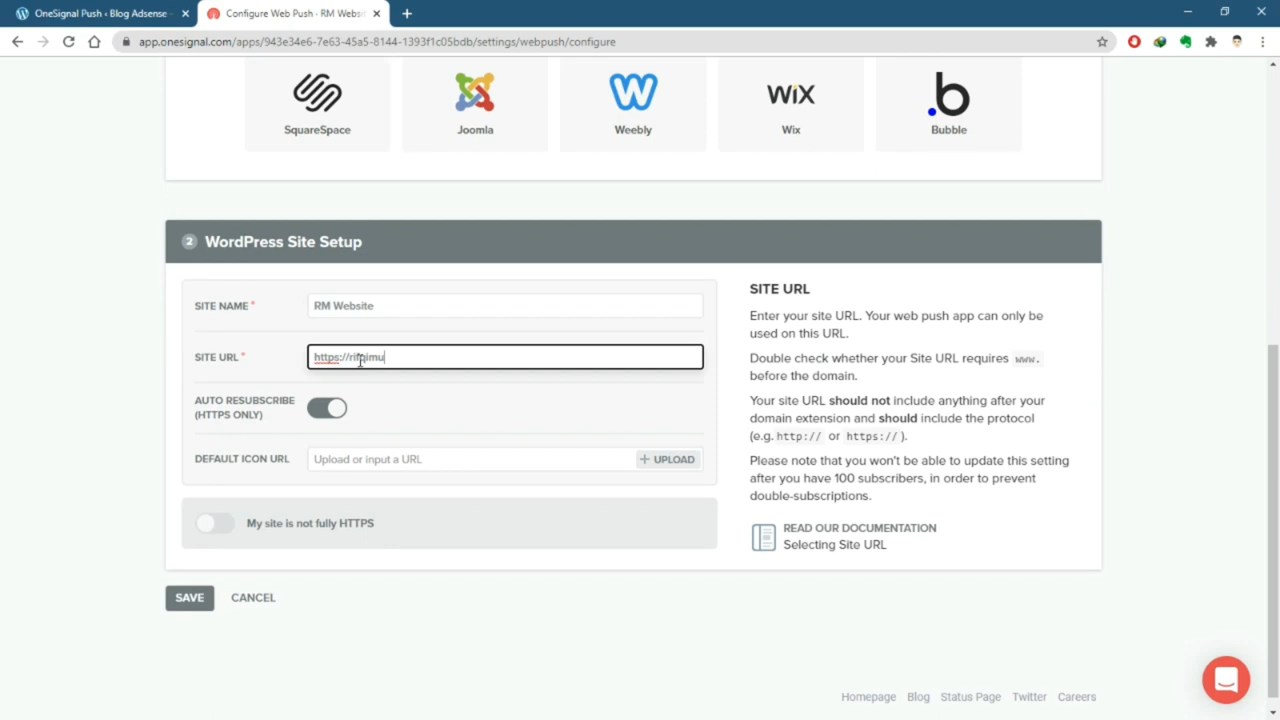 OneSignal Push ‹ Blog Adsense
Configure Web Push · RM Websit
app.onesignal.com/apps/943e34e6-7e63-45a5-8144-1393f1c05bdb/settings/webpush/configure
SquareSpace
Joomla
W
Weebly
WiX
Wix
b
Bubble
2 WordPress Site Setup
SITE NAME *
RM Website
SITE URL *
https://
AUTO RESUBSCRIBE
(HTTPS ONLY)
DEFAULT ICON URL
Upload or input a URL
+ UPLOAD
My site is not fully HTTPS
SITE URL
Enter your site URL. Your web push app can only be
used on this URL.
Double check whether your Site URL requires www.
before the domain.
Your site URL should not include anything after your
domain extension and should include the protocol
(e.g. http:// or https://).
Please note that you won't be able to update this setting
after you have 100 subscribers, in order to prevent
double-subscriptions.
READ OUR DOCUMENTATION
Selecting Site URL
SAVE
CANCEL
Homepage Blog Status Page Twitter Careers